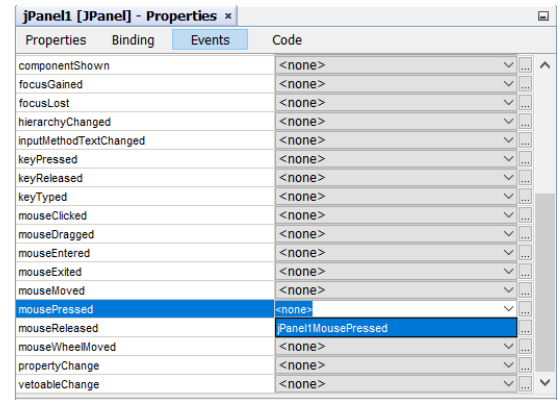 jPanel1 [JPanel] - Properties ×
Properties Binding Events Code
componentShown <none> ...
focusGained <none> ...
focusLost <none> ...
hierarchyChanged <none> ...
inputMethodTextChanged <none> ...
keyPressed <none> ...
keyReleased <none> ...
keyTyped <none> ...
mouseClicked <none> ...
mouseDragged <none> ...
mouseEntered <none> ...
mouseExited <none> ...
mouseMoved <none> ...
mousePressed <none> ...
mouseReleased jPanel1MousePressed ...
mouseWheelMoved <none> ...
propertyChange <none> ...
vetoableChange <none> ...